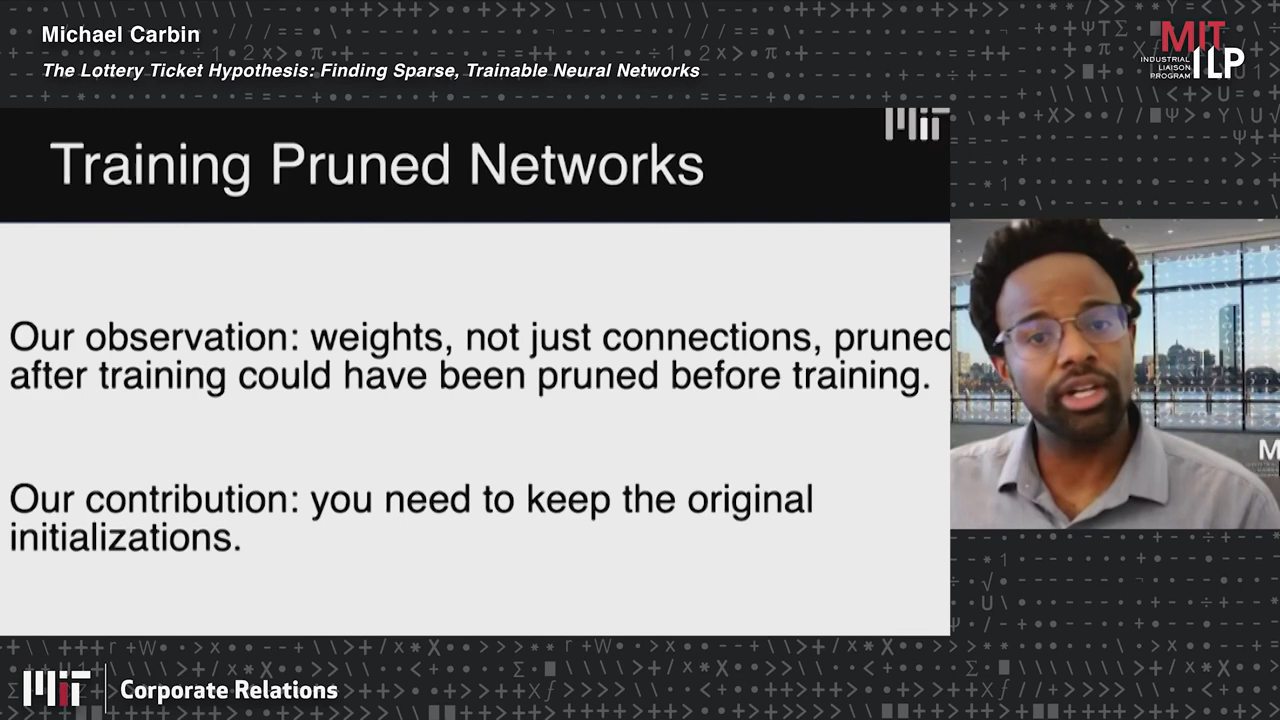 Michael Carbin
The Lottery Ticket Hypothesis: Finding Sparse, Trainable Neural Networks
MIT
INDUSTRIAL
LIAISON
PROGRAM
ILP
MIT
Training Pruned Networks
Our observation: weights, not just connections, pruned
after training could have been pruned before training.
Our contribution: you need to keep the original
initializations.
M
MIT
Corporate Relations